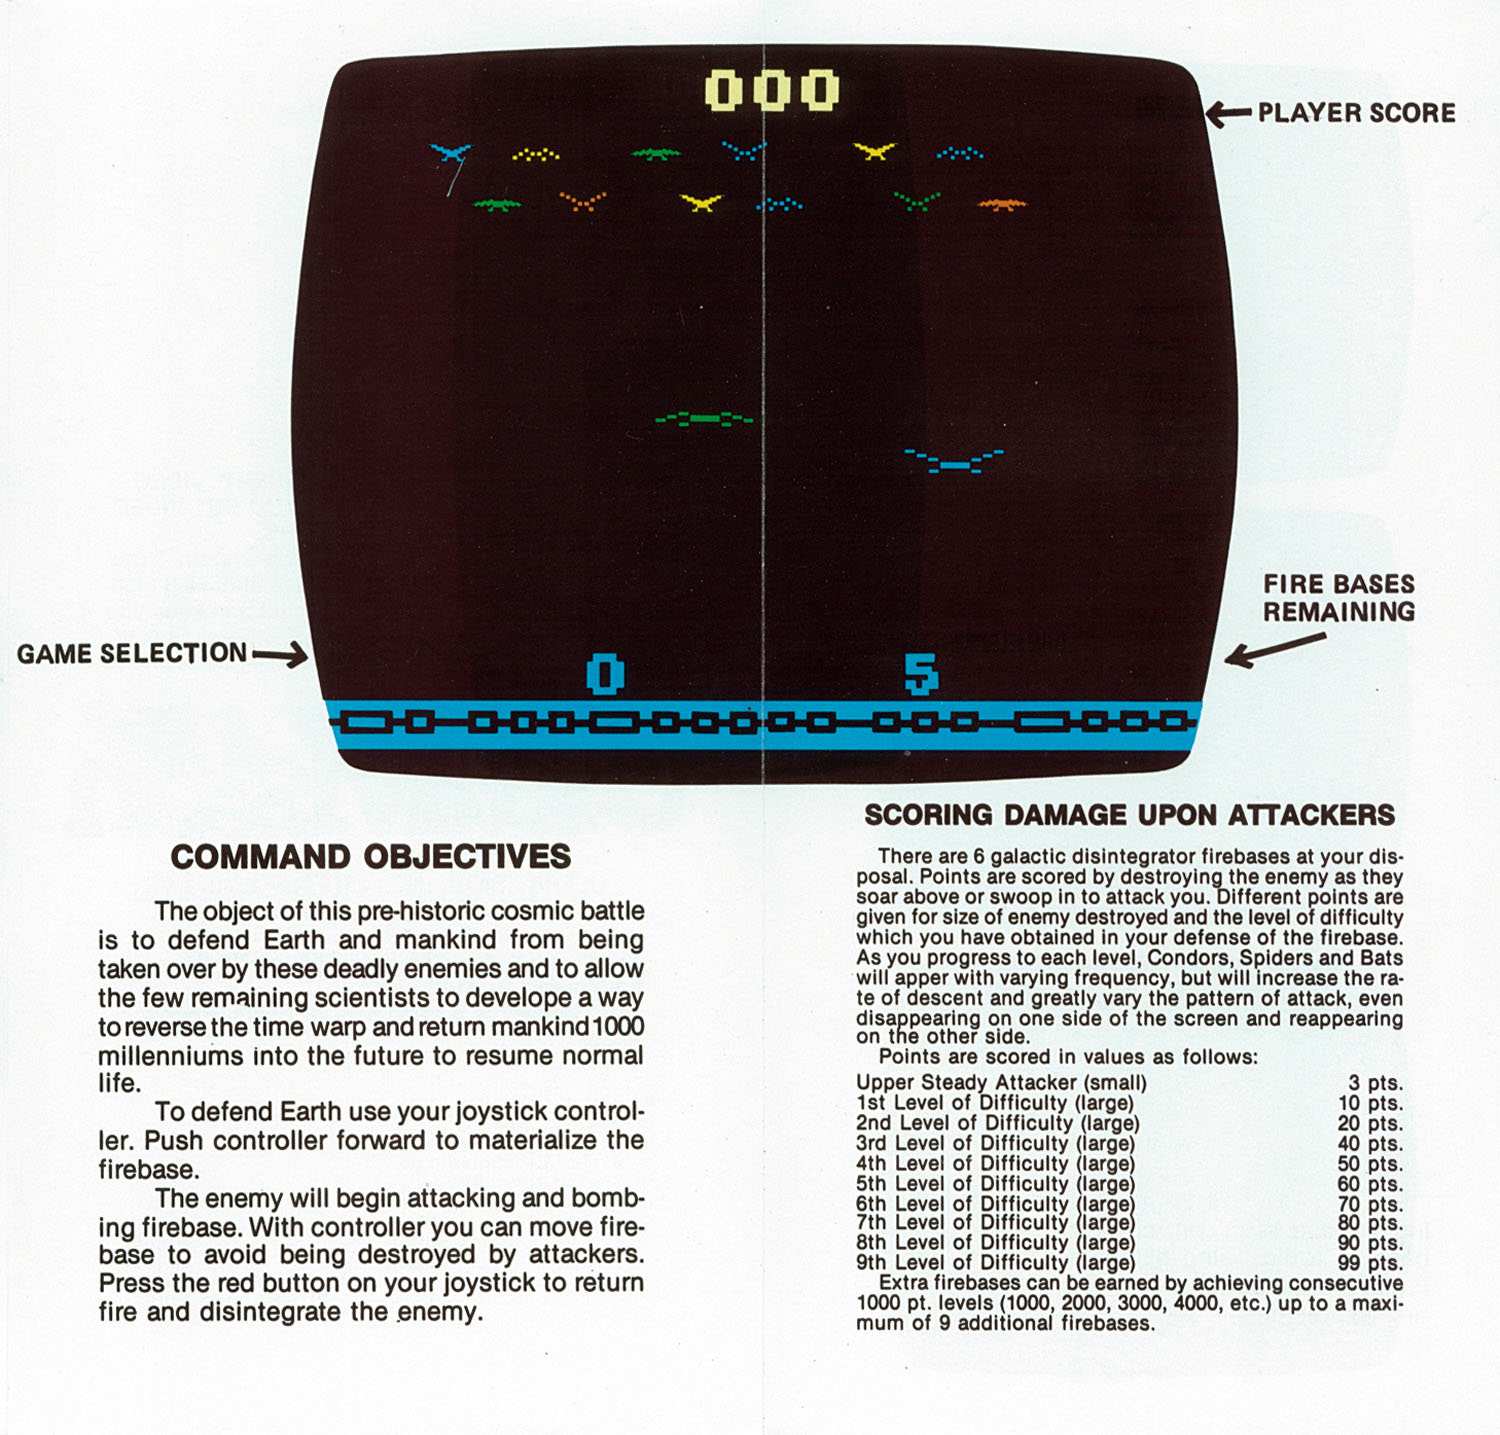 000
PLAYER SCORE
FIRE BASES
REMAINING
GAME SELECTION
0 5
COMMAND OBJECTIVES
The object of this pre-historic cosmic battle
is to defend Earth and mankind from being
taken over by these deadly enemies and to allow
the few remaining scientists to develope a way
to reverse the time warp and return mankind 1000
millenniums into the future to resume normal
life.
To defend Earth use your joystick control-
ler. Push controller forward to materialize the
firebase.
The enemy will begin attacking and bomb-
ing firebase. With controller you can move fire-
base to avoid being destroyed by attackers.
Press the red button on your joystick to return
fire and disintegrate the enemy.
SCORING DAMAGE UPON ATTACKERS
There are 6 galactic disintegrator firebases at your dis-
posal. Points are scored by destroying the enemy as they
soar above or swoop in to attack you. Different points are
given for size of enemy destroyed and the level of difficulty
which you have obtained in your defense of the firebase.
As you progress to each level, Condors, Spiders and Bats
will apper with varying frequency, but will increase the ra-
te of descent and greatly vary the pattern of attack, even
disappearing on one side of the screen and reappearing
on the other side.
Points are scored in values as follows:
Upper Steady Attacker (small) 3 pts.
1st Level of Difficulty (large) 10 pts.
2nd Level of Difficulty (large) 20 pts.
3rd Level of Difficulty (large) 40 pts.
4th Level of Difficulty (large) 50 pts.
5th Level of Difficulty (large) 60 pts.
6th Level of Difficulty (large) 70 pts.
7th Level of Difficulty (large) 80 pts.
8th Level of Difficulty (large) 90 pts.
9th Level of Difficulty (large) 99 pts.
Extra firebases can be earned by achieving consecutive
1000 pt. levels (1000, 2000, 3000, 4000, etc.) up to a maxi-
mum of 9 additional firebases.